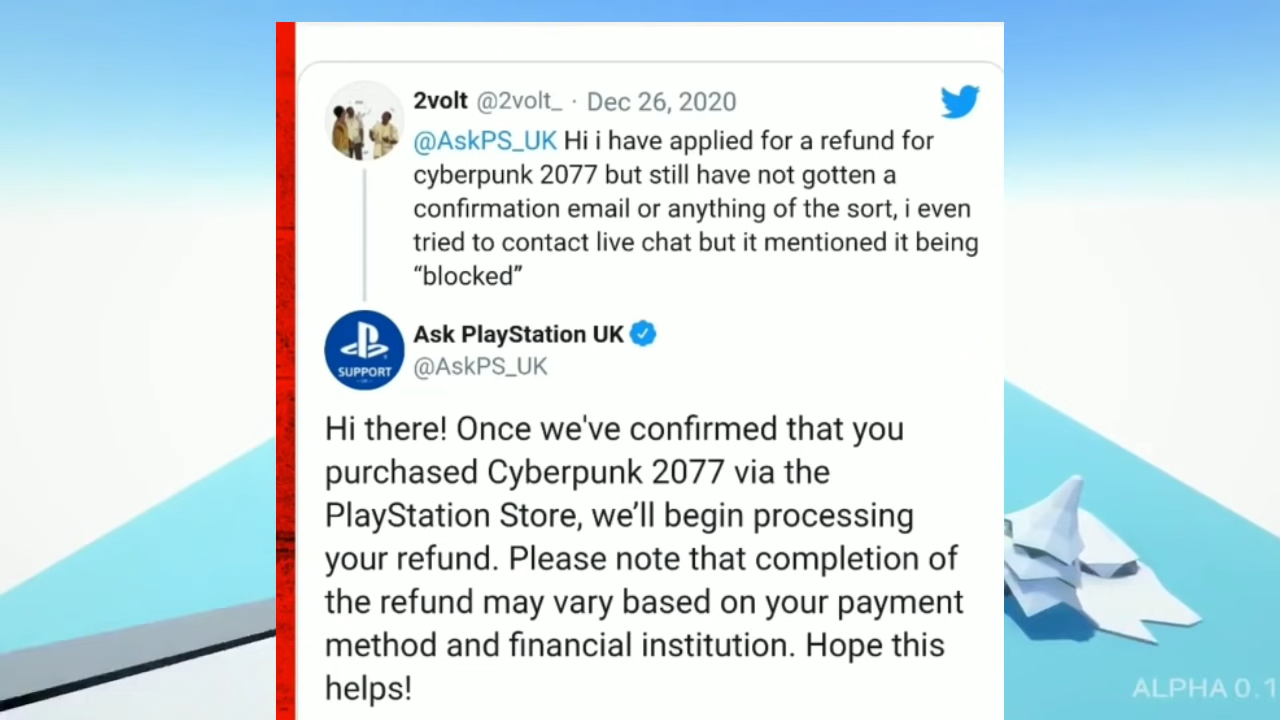 2volt @2volt_ · Dec 26, 2020
@AskPS_UK Hi i have applied for a refund for
cyberpunk 2077 but still have not gotten a
confirmation email or anything of the sort, i even
tried to contact live chat but it mentioned it being
“blocked”
Ask PlayStation UK
@AskPS_UK
SUPPORT
Hi there! Once we've confirmed that you
purchased Cyberpunk 2077 via the
PlayStation Store, we’ll begin processing
your refund. Please note that completion of
the refund may vary based on your payment
method and financial institution. Hope this
helps!
ALPHA 0.1